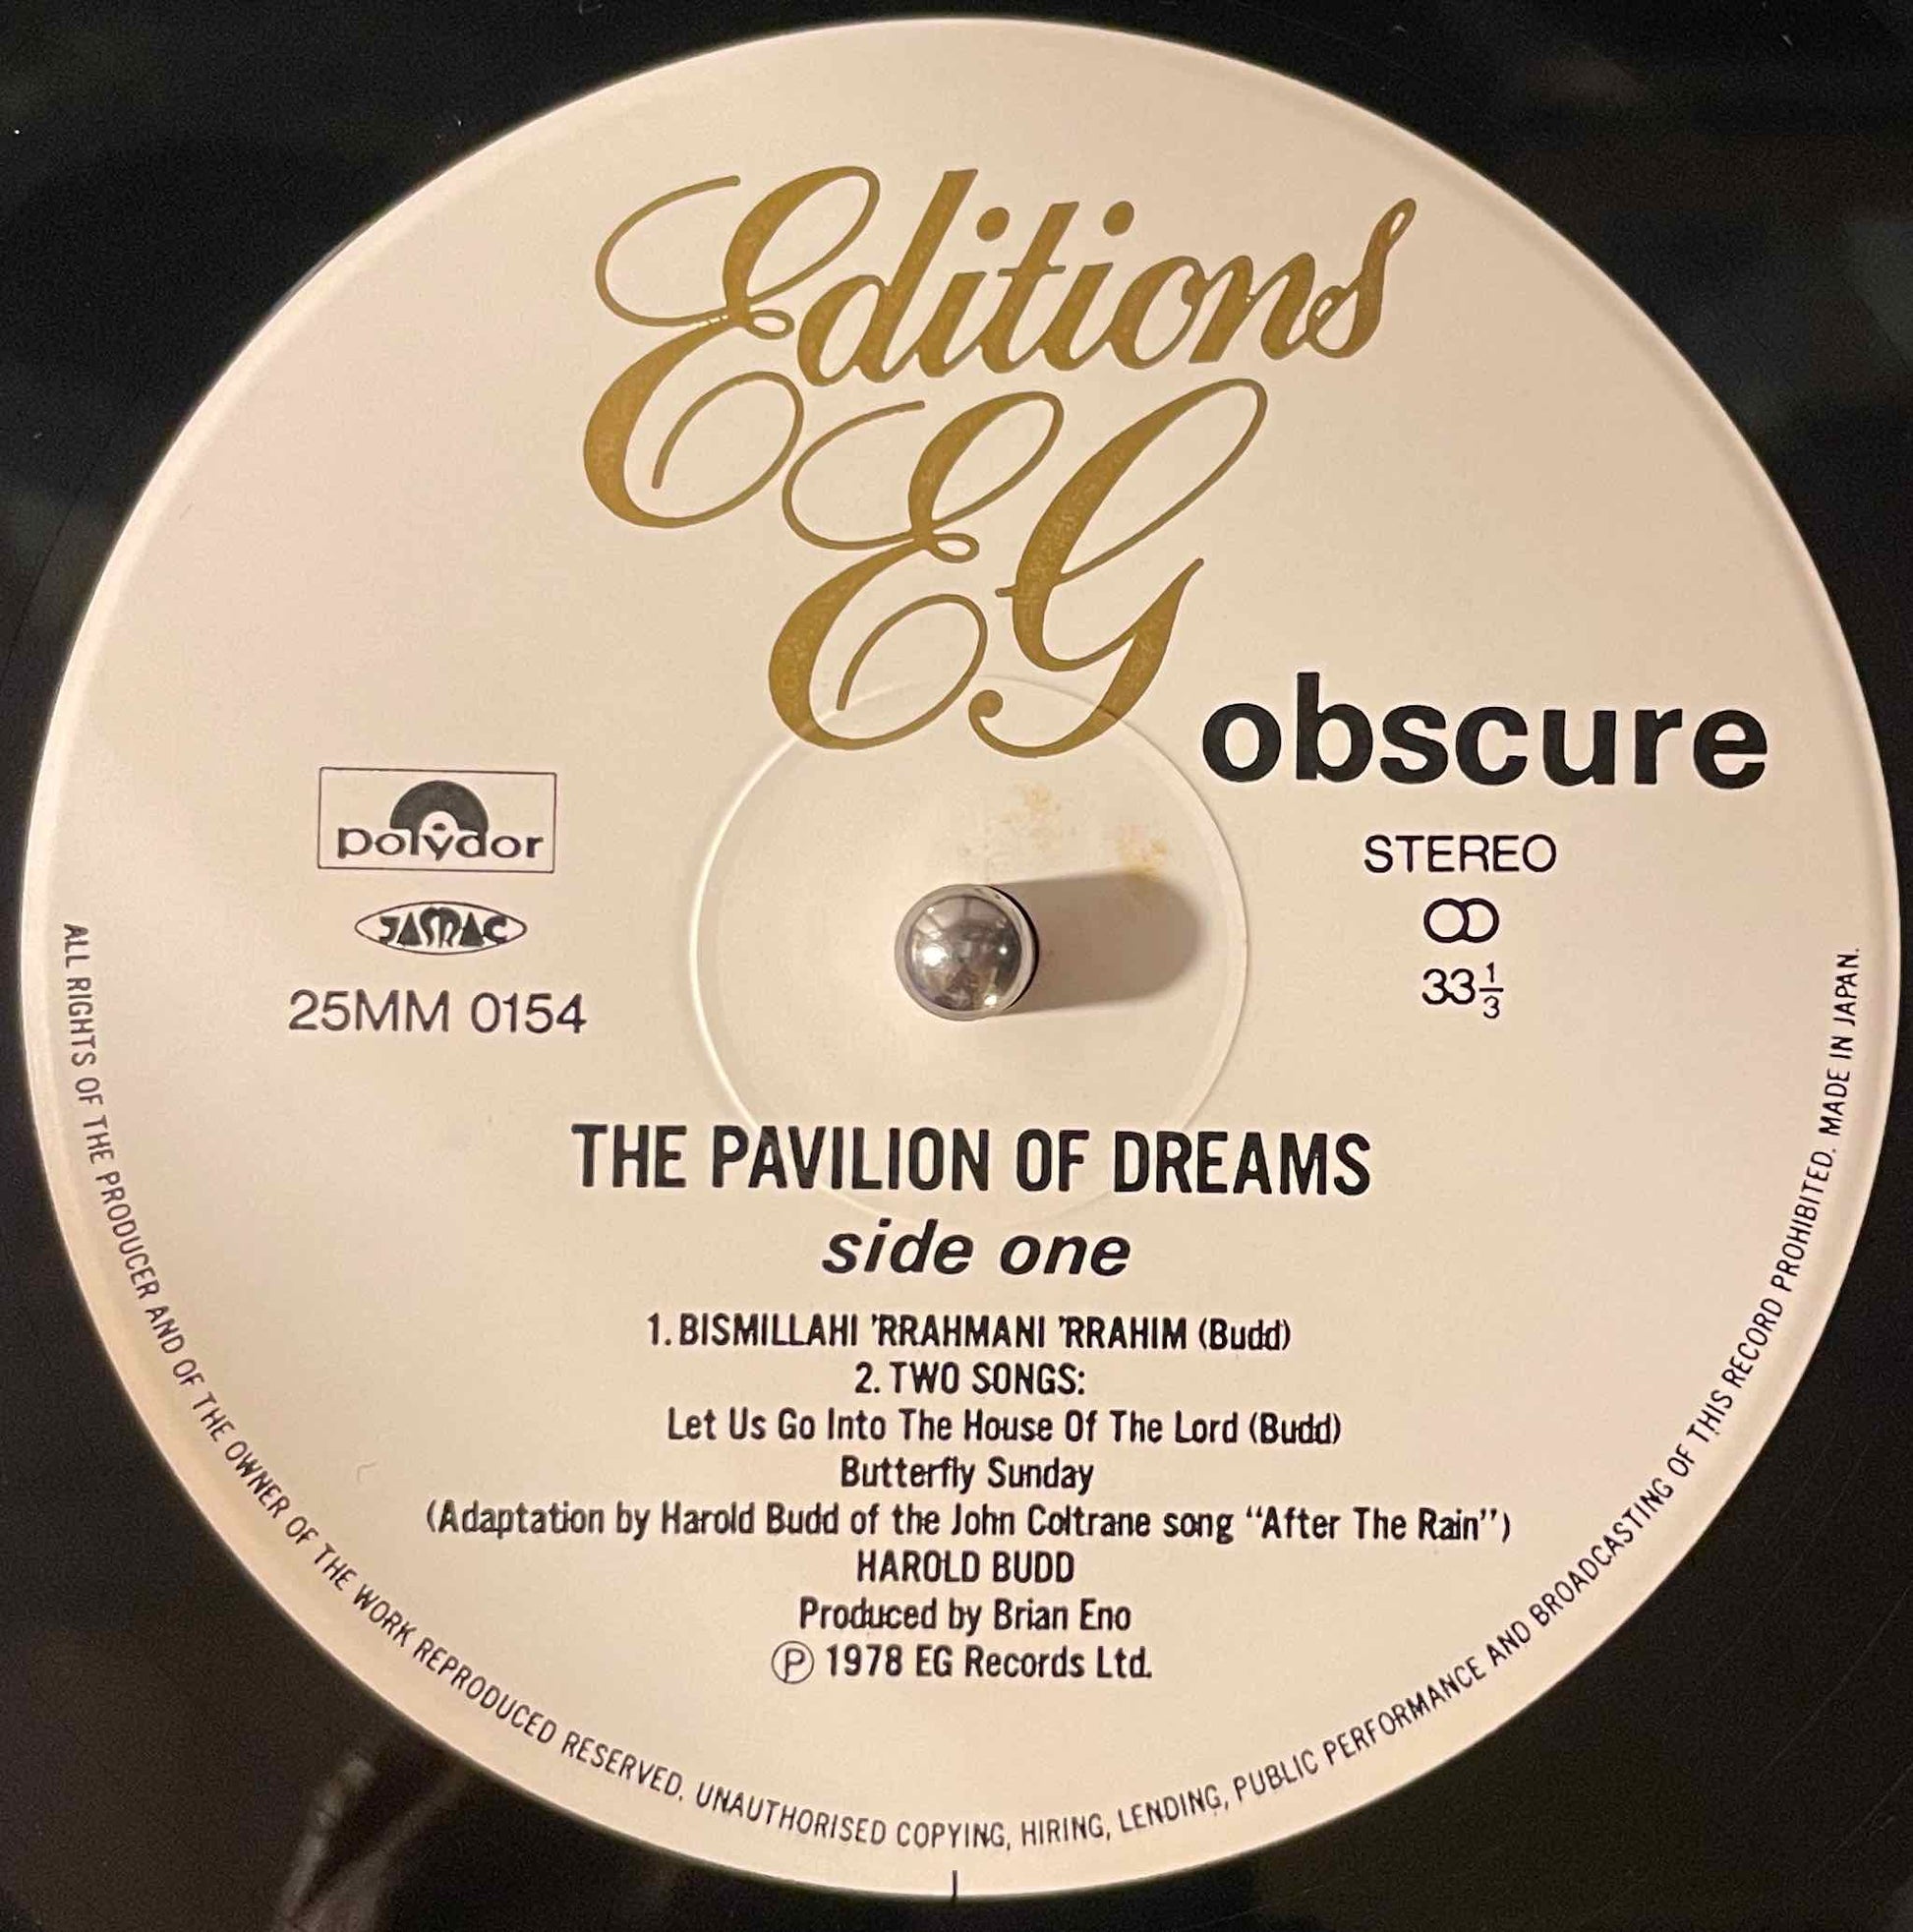 Editions
EG
obscure
polydor
JASRAC
25MM 0154
STEREO
33 1/3
THE PAVILION OF DREAMS
side one
1. BISMILLAHI 'RRAHMANI 'RRAHIM (Budd)
2. TWO SONGS:
Let Us Go Into The House Of The Lord (Budd)
Butterfly Sunday
(Adaptation by Harold Budd of the John Coltrane song “After The Rain”)
HAROLD BUDD
Produced by Brian Eno
℗ 1978 EG Records Ltd.
ALL RIGHTS OF THE PRODUCER AND OF THE OWNER OF THE WORK REPRODUCED RESERVED. UNAUTHORISED COPYING, HIRING, LENDING, PUBLIC PERFORMANCE AND BROADCASTING OF THIS RECORD PROHIBITED. MADE IN JAPAN.